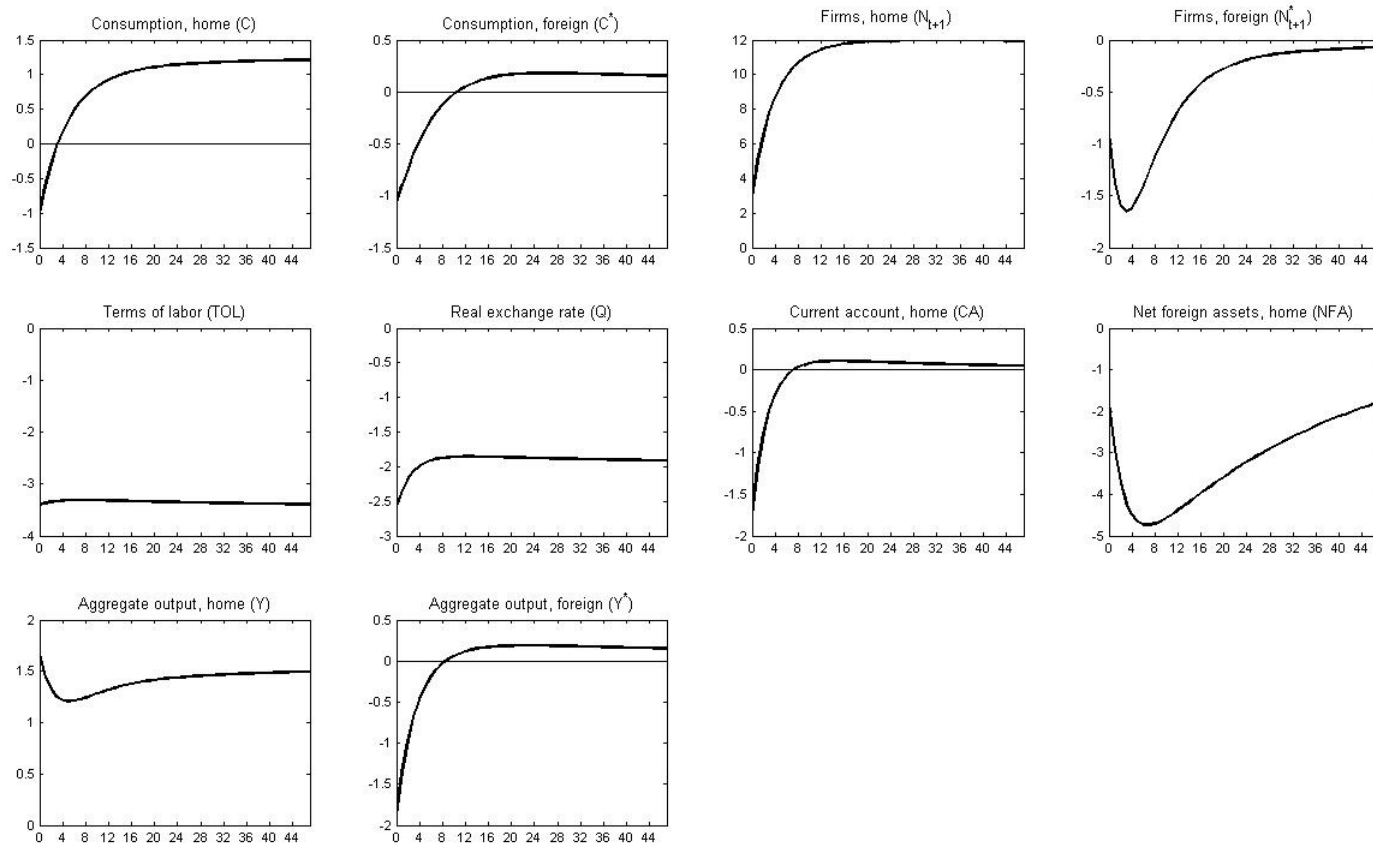 Consumption, home (C)
1.5
1
0.5
0
-0.5
-1
-1.5
0 4 8 12 16 20 24 28 32 36 40 44
Consumption, foreign (C*)
0.5
0
-0.5
-1
-1.5
0 4 8 12 16 20 24 28 32 36 40 44
Firms, home (N_t+1)
12
10
8
6
4
2
0
0 4 8 12 16 20 24 28 32 36 40 44
Firms, foreign (N*_t+1)
0
-0.5
-1
-1.5
-2
0 4 8 12 16 20 24 28 32 36 40 44
Terms of labor (TOL)
0
-1
-2
-3
-4
0 4 8 12 16 20 24 28 32 36 40 44
Real exchange rate (Q)
0
-0.5
-1
-1.5
-2
-2.5
-3
0 4 8 12 16 20 24 28 32 36 40 44
Current account, home (CA)
0.5
0
-0.5
-1
-1.5
-2
0 4 8 12 16 20 24 28 32 36 40 44
Net foreign assets, home (NFA)
0
-1
-2
-3
-4
-5
0 4 8 12 16 20 24 28 32 36 40 44
Aggregate output, home (Y)
2
1.5
1
0.5
0
0 4 8 12 16 20 24 28 32 36 40 44
Aggregate output, foreign (Y*)
0.5
0
-0.5
-1
-1.5
-2
0 4 8 12 16 20 24 28 32 36 40 44